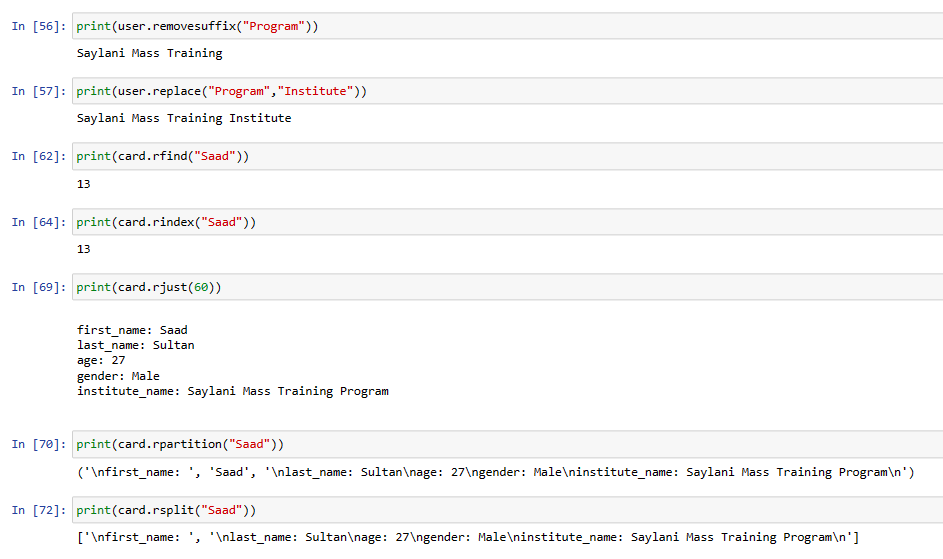 In [56]: print(user.removesuffix("Program"))
Saylani Mass Training
In [57]: print(user.replace("Program","Institute"))
Saylani Mass Training Institute
In [62]: print(card.rfind("Saad"))
13
In [64]: print(card.rindex("Saad"))
13
In [69]: print(card.rjust(60))
first_name: Saad
last_name: Sultan
age: 27
gender: Male
institute_name: Saylani Mass Training Program
In [70]: print(card.rpartition("Saad"))
('\nfirst_name: ', 'Saad', '\nlast_name: Sultan\nage: 27\ngender: Male\ninstitute_name: Saylani Mass Training Program\n')
In [72]: print(card.rsplit("Saad"))
['\nfirst_name: ', '\nlast_name: Sultan\nage: 27\ngender: Male\ninstitute_name: Saylani Mass Training Program\n']